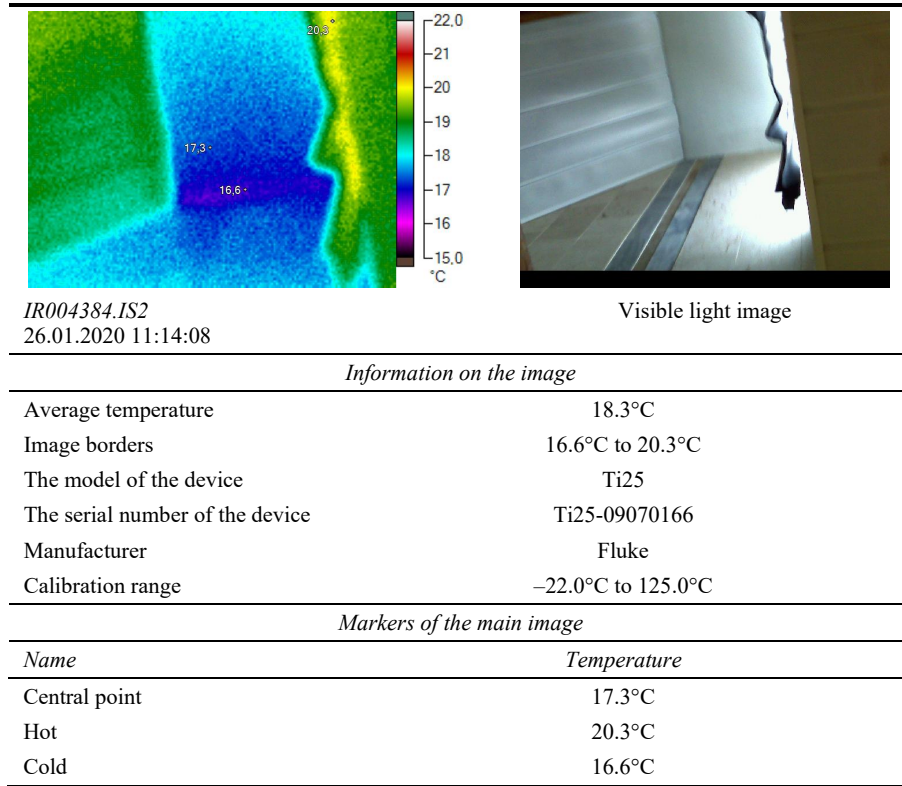 20,3
17,3
16,6
22,0
21
20
19
18
17
16
15,0
°C
IR004384.IS2
26.01.2020 11:14:08
Visible light image
Information on the image
Average temperature 18.3°C
Image borders 16.6°C to 20.3°C
The model of the device Ti25
The serial number of the device Ti25-09070166
Manufacturer Fluke
Calibration range –22.0°C to 125.0°C
Markers of the main image
Name Temperature
Central point 17.3°C
Hot 20.3°C
Cold 16.6°C